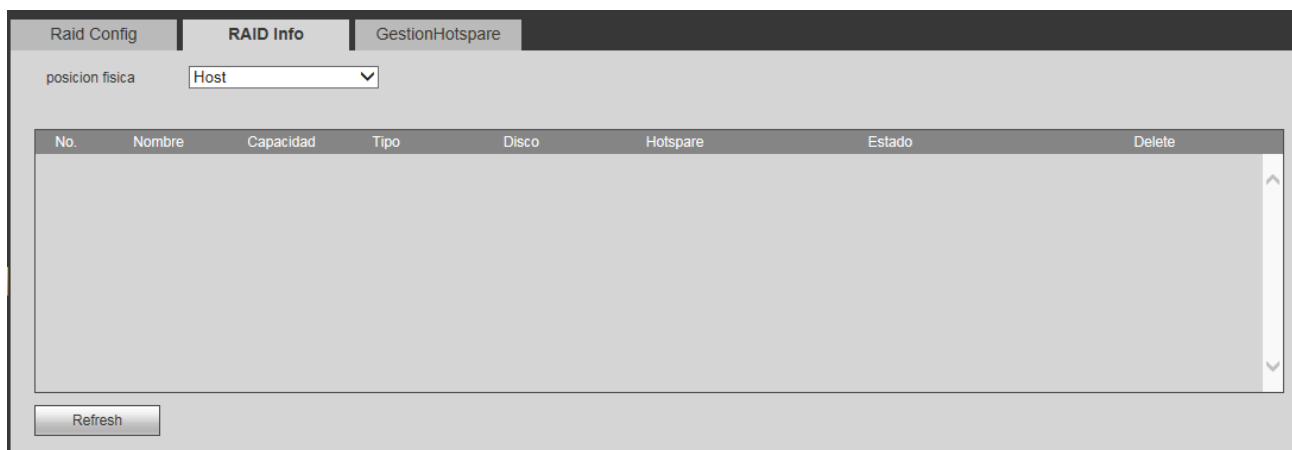 Raid Config RAID Info GestionHotspare
posicion fisica Host
No. Nombre Capacidad Tipo Disco Hotspare Estado Delete
Refresh